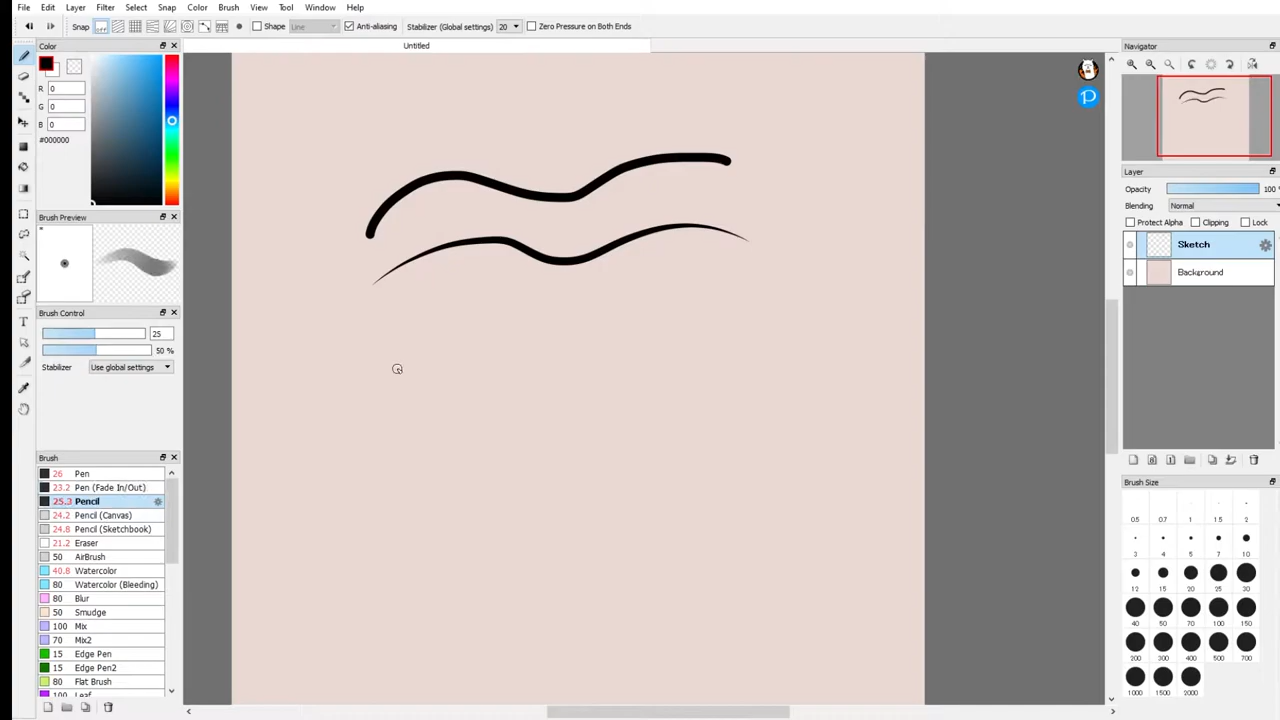 File Edit Layer Filter Select Snap Color Brush View Tool Window Help
Snap Off Shape Line Anti-aliasing Stabilizer (Global settings) 20 Zero Pressure on Both Ends
Untitled
Color
R 0
G 0
B 0
#000000
Brush Preview
Brush Control
25
50 %
Stabilizer Use global settings
Brush
26 Pen
23.2 Pen (Fade In/Out)
25.3 Pencil
24.2 Pencil (Canvas)
24.8 Pencil (Sketchbook)
21.2 Eraser
50 AirBrush
40.8 Watercolor
80 Watercolor (Bleeding)
80 Blur
50 Smudge
100 Mix
70 Mix2
15 Edge Pen
15 Edge Pen2
80 Flat Brush
100 Leaf
Navigator
Layer
Opacity 100
Blending Normal
Protect Alpha Clipping Lock
Sketch
Background
Brush Size
0.5 0.7 1 1.5 2
3 4 5 7 10
12 15 20 25 30
40 50 70 100 150
200 300 400 500 700
1000 1500 2000